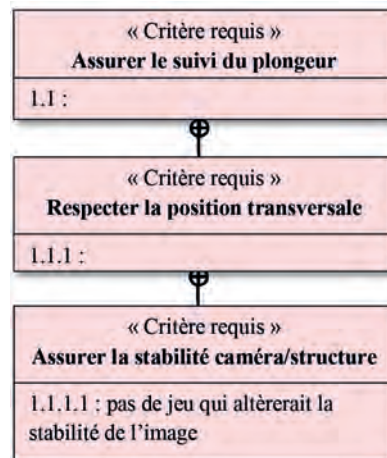 « Critère requis »
Assurer le suivi du plongeur
1.1 :
« Critère requis »
Respecter la position transversale
1.1.1 :
« Critère requis »
Assurer la stabilité caméra/structure
1.1.1.1 : pas de jeu qui altèrerait la
stabilité de l'image